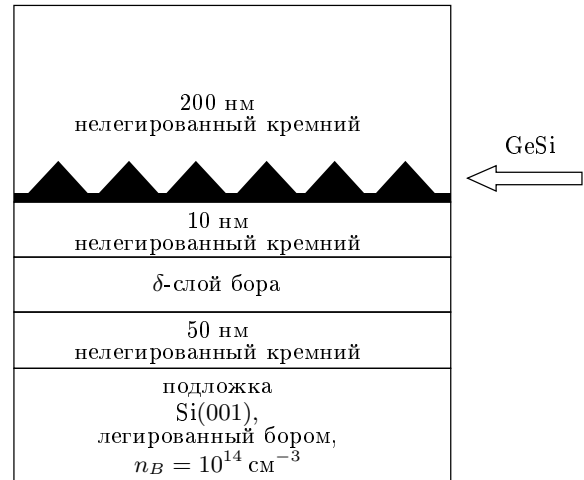 200 нм
нелегированный кремний
GeSi
10 нм
нелегированный кремний
δ-слой бора
50 нм
нелегированный кремний
подложка
Si(001),
легированный бором,
n_B = 10^{14} см^{−3}